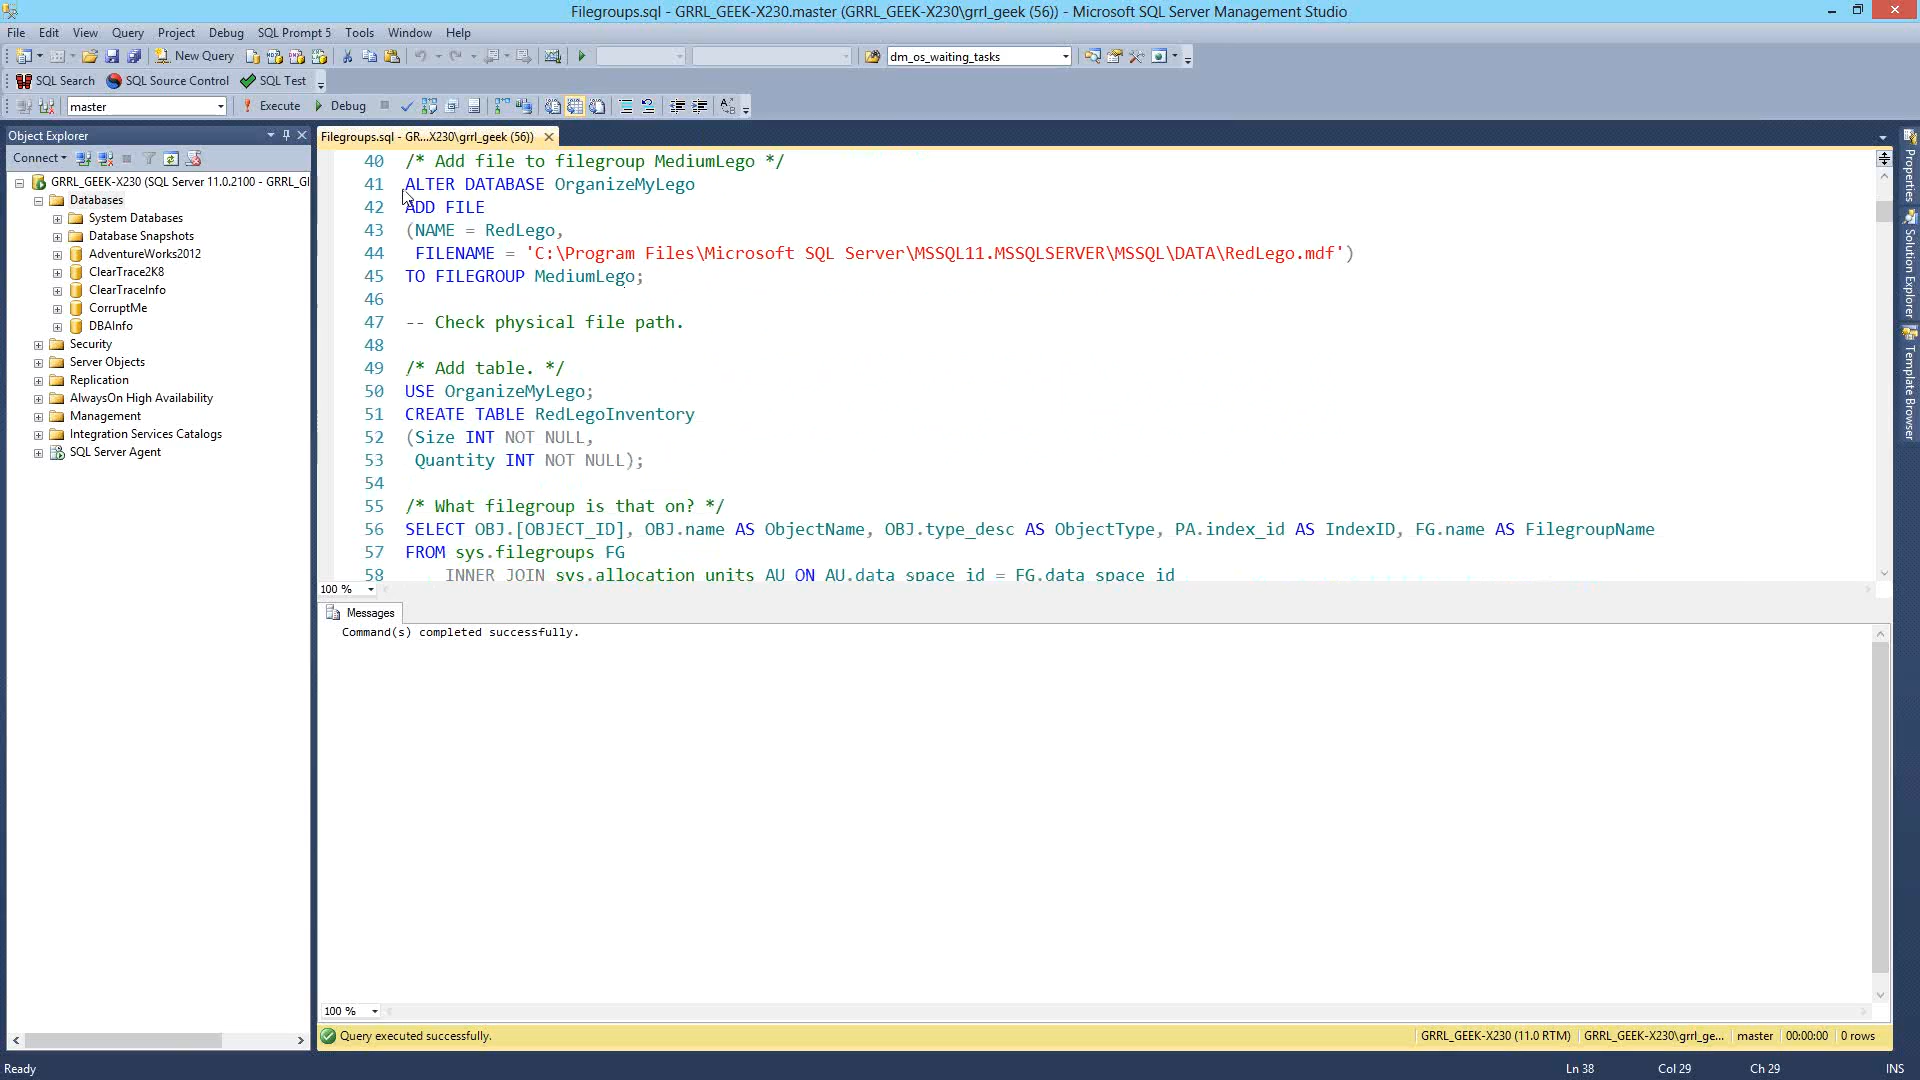 Filegroups.sql - GRRL_GEEK-X230.master (GRRL_GEEK-X230\grrl_geek (56)) - Microsoft SQL Server Management Studio
File Edit View Query Project Debug SQL Prompt 5 Tools Window Help
New Query dm_os_waiting_tasks
SQL Search SQL Source Control SQL Test
master Execute Debug
Object Explorer
Connect
GRRL_GEEK-X230 (SQL Server 11.0.2100 - GRRL_GI
Databases
System Databases
Database Snapshots
AdventureWorks2012
ClearTrace2K8
ClearTraceInfo
CorruptMe
DBAInfo
Security
Server Objects
Replication
AlwaysOn High Availability
Management
Integration Services Catalogs
SQL Server Agent
Filegroups.sql - GR...X230\grrl_geek (56))
40 /* Add file to filegroup MediumLego */
41 ALTER DATABASE OrganizeMyLego
42 ADD FILE
43 (NAME = RedLego,
44 FILENAME = 'C:\Program Files\Microsoft SQL Server\MSSQL11.MSSQLSERVER\MSSQL\DATA\RedLego.mdf')
45 TO FILEGROUP MediumLego;
46
47 -- Check physical file path.
48
49 /* Add table. */
50 USE OrganizeMyLego;
51 CREATE TABLE RedLegoInventory
52 (Size INT NOT NULL,
53 Quantity INT NOT NULL);
54
55 /* What filegroup is that on? */
56 SELECT OBJ.[OBJECT_ID], OBJ.name AS ObjectName, OBJ.type_desc AS ObjectType, PA.index_id AS IndexID, FG.name AS FilegroupName
57 FROM sys.filegroups FG
58 INNER JOIN sys.allocation_units AU ON AU.data_space_id = FG.data_space_id
100 %
Messages
Command(s) completed successfully.
100 %
Query executed successfully. GRRL_GEEK-X230 (11.0 RTM) GRRL_GEEK-X230\grrl_ge... master 00:00:00 0 rows
Properties
Solution Explorer
Template Browser
Ready Ln 38 Col 29 Ch 29 INS